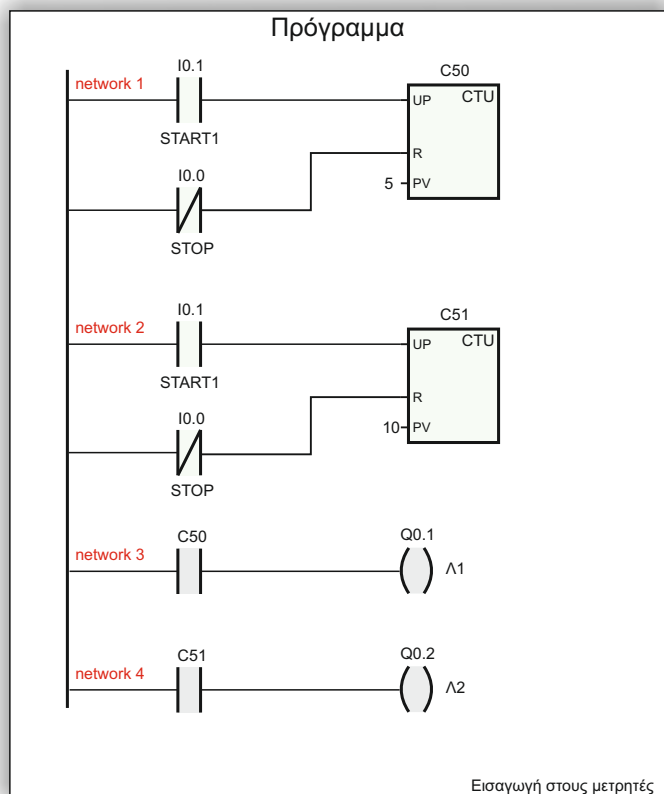 Πρόγραμμα
network 1
I0.1
START1
C50
UP
CTU
R
5
PV
I0.0
STOP
network 2
I0.1
START1
C51
UP
CTU
R
10
PV
I0.0
STOP
network 3
C50
Q0.1
Λ1
network 4
C51
Q0.2
Λ2
Εισαγωγή στους μετρητές